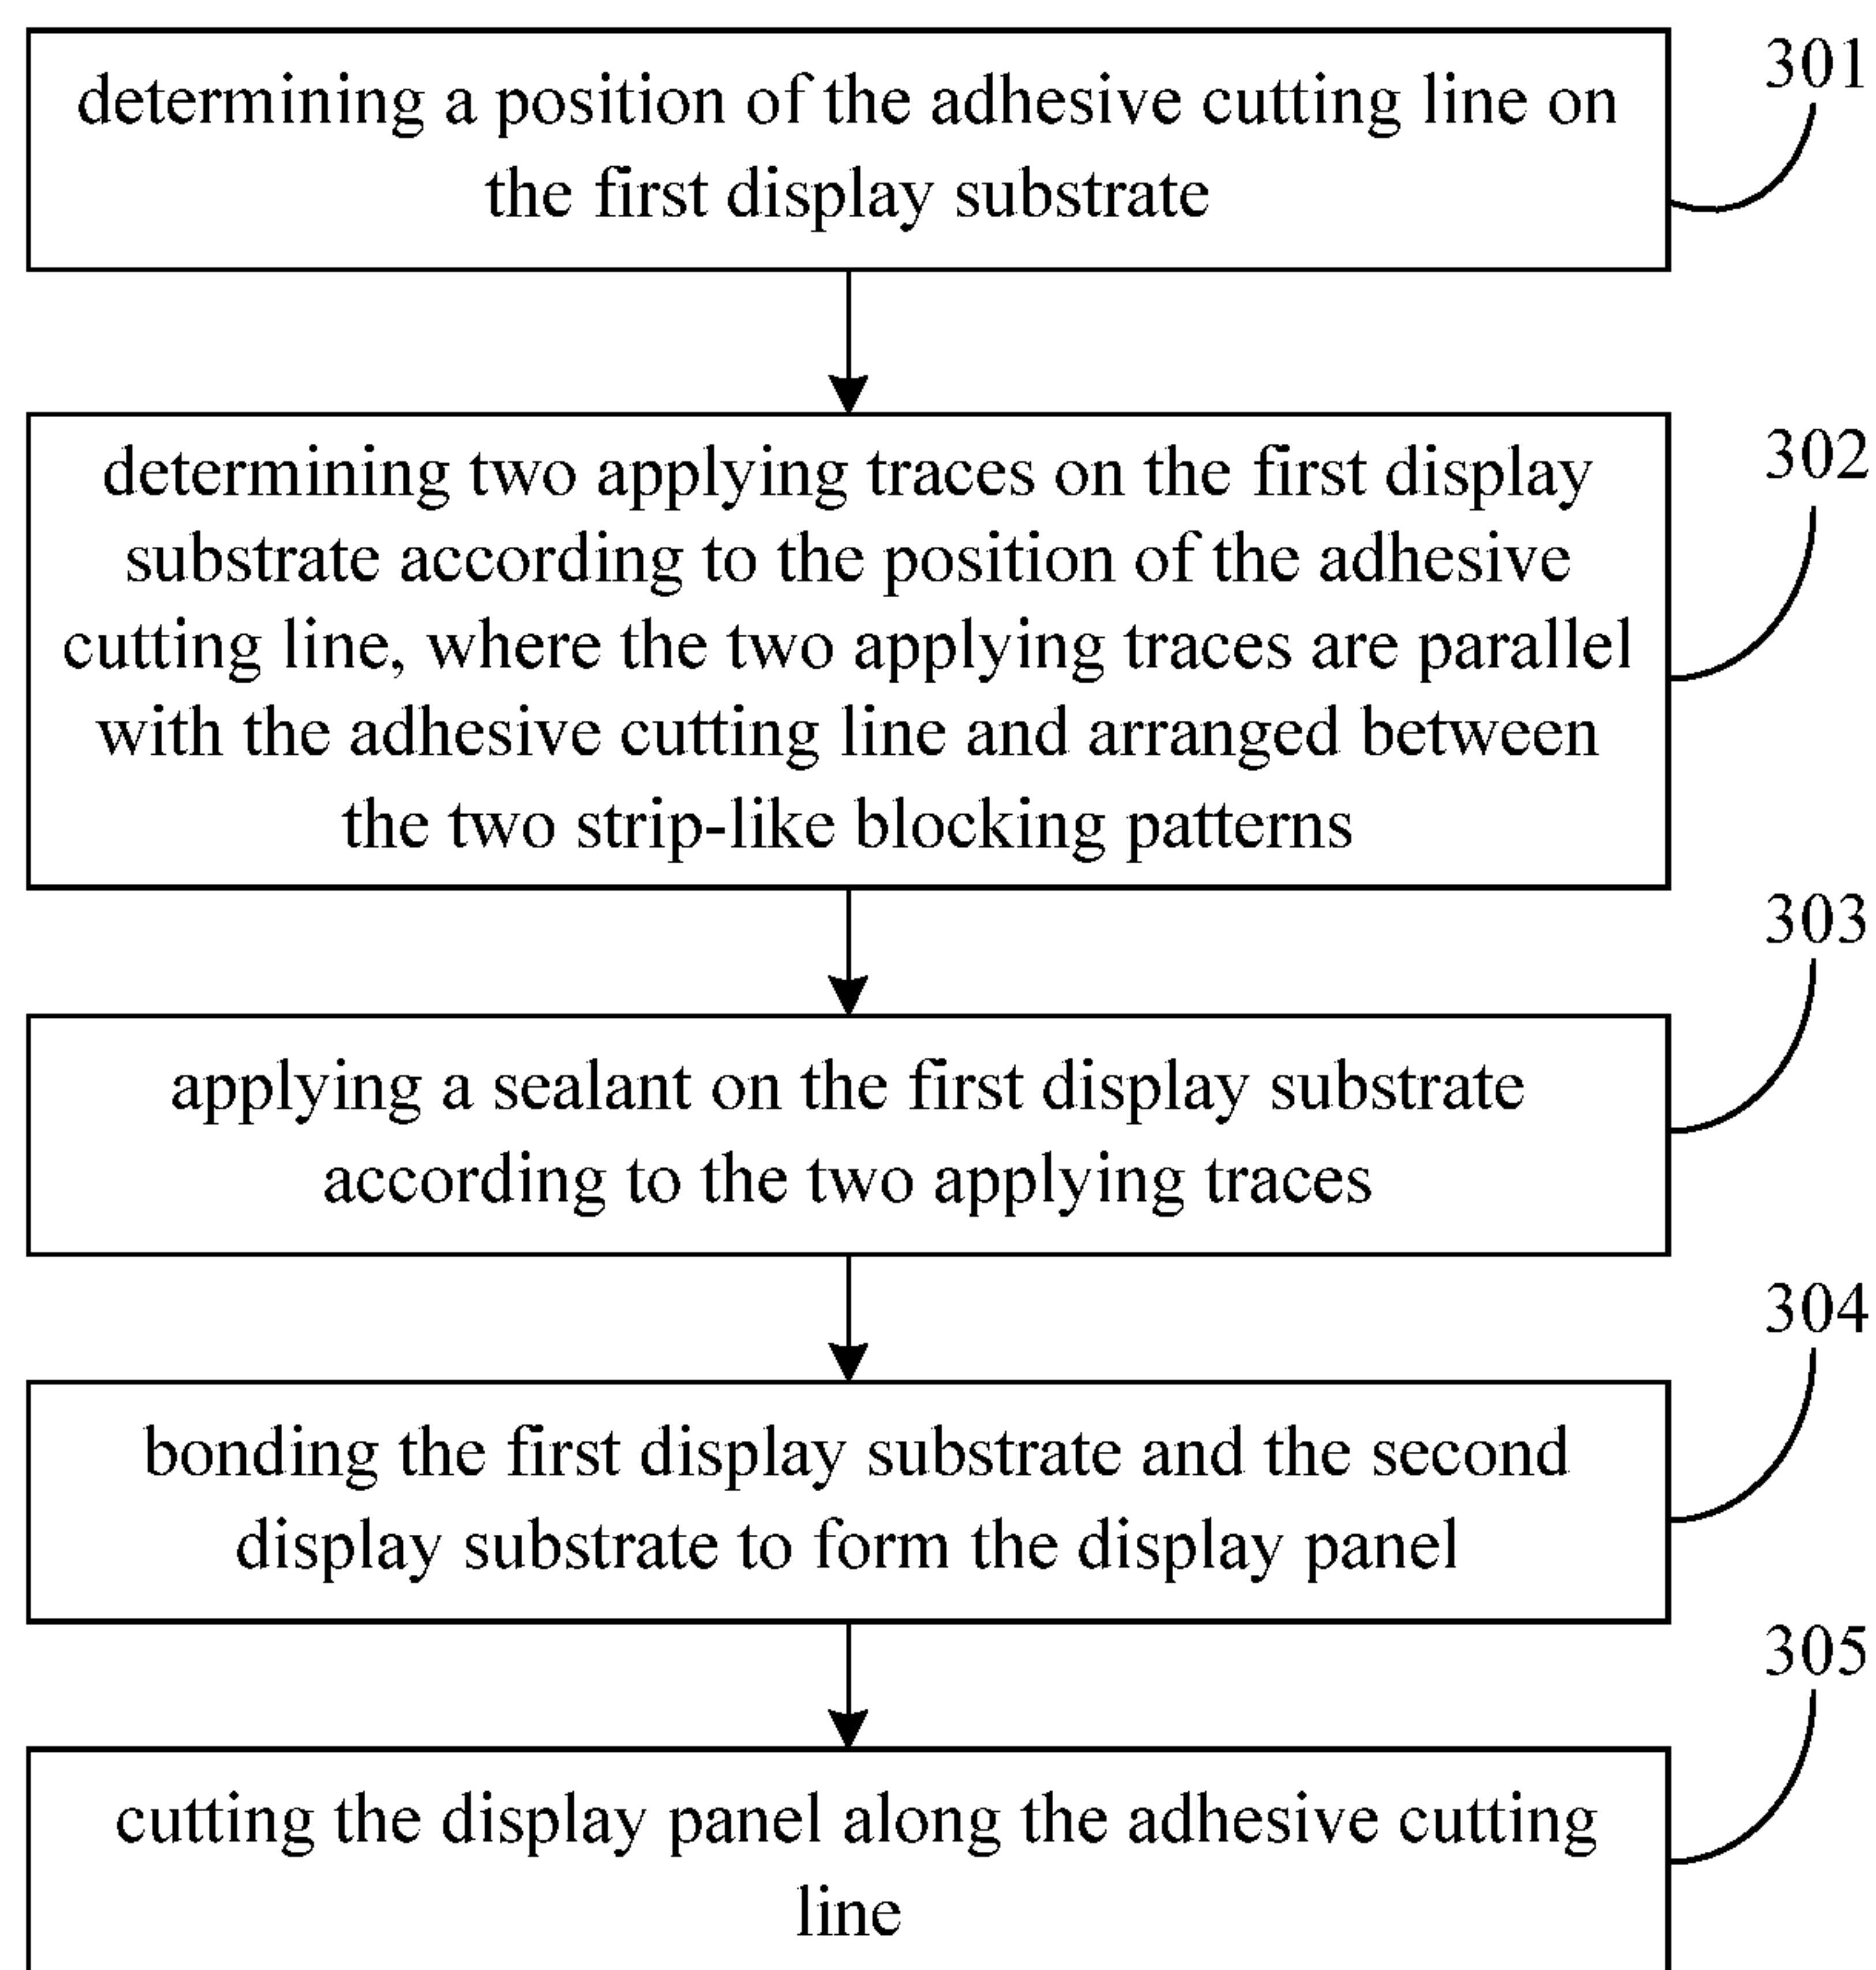 determining a position of the adhesive cutting line on
the first display substrate
301
determining two applying traces on the first display
substrate according to the position of the adhesive
cutting line, where the two applying traces are parallel
with the adhesive cutting line and arranged between
the two strip-like blocking patterns
302
applying a sealant on the first display substrate
according to the two applying traces
303
bonding the first display substrate and the second
display substrate to form the display panel
304
cutting the display panel along the adhesive cutting
line
305